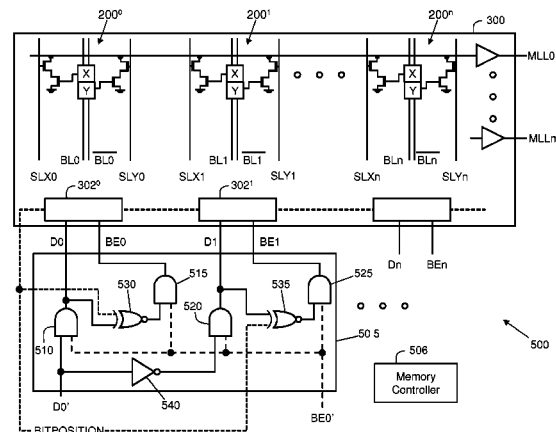 200⁰ 200¹ 200ⁿ 300
X X X MLL0
Y Y Y
MLLn
BL0 BL0 BL1 BL1 BLn BLn
SLX0 SLY0 SLX1 SLY1 SLXn SLYn
302⁰ 302¹
D0 BE0 D1 BE1 Dn BEn
515 525
530 535
510 520
505 500
506
Memory
Controller
540
D0' BE0'
BITPOSITION